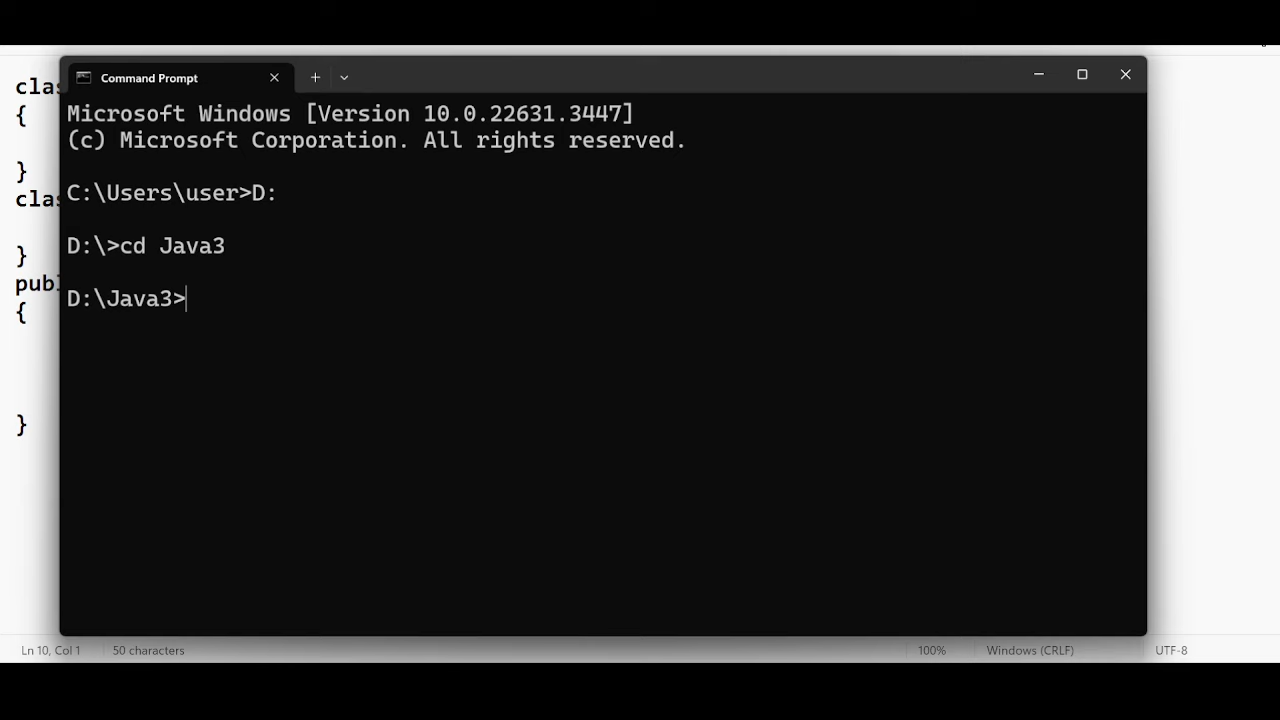 Command Prompt
Microsoft Windows [Version 10.0.22631.3447]
(c) Microsoft Corporation. All rights reserved.
C:\Users\user>D:
D:\>cd Java3
D:\Java3>
{
}
}
{
}
Ln 10, Col 1 50 characters 100% Windows (CRLF) UTF-8